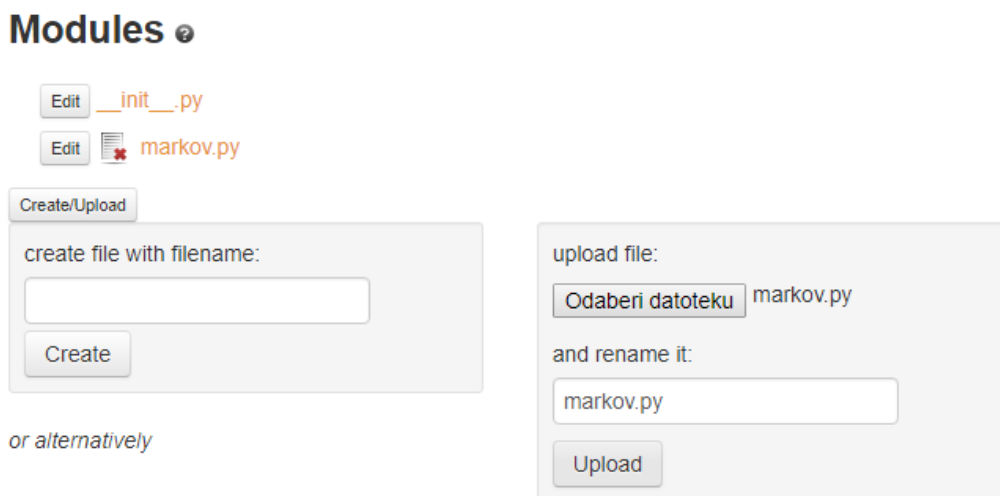 Modules
Edit __init__.py
Edit markov.py
Create/Upload
create file with filename:
Create
or alternatively
upload file:
Odaberi datoteku markov.py
and rename it:
markov.py
Upload